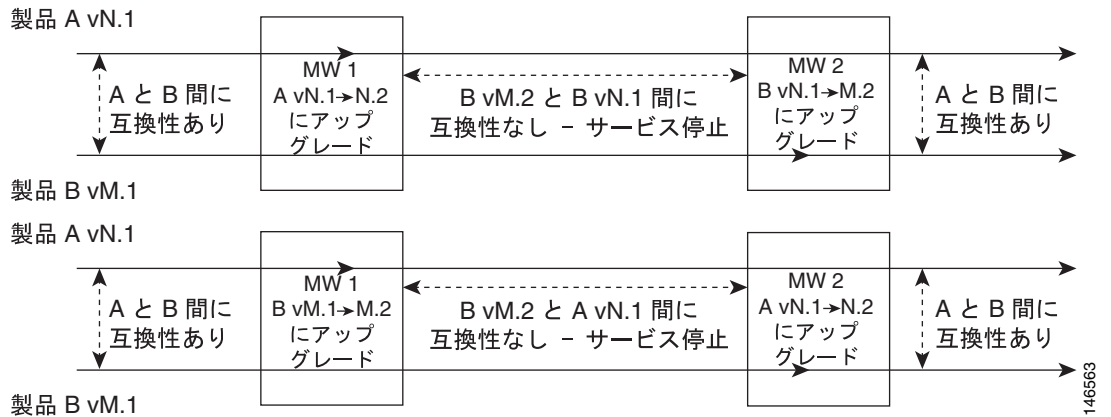 製品 A vN.1
A と B 間に
互換性あり
MW 1
A vN.1→N.2
にアップ
グレード
B vM.2 と B vN.1 間に
互換性なし － サービス停止
MW 2
B vN.1→M.2
にアップ
グレード
A と B 間に
互換性あり
製品 B vM.1
製品 A vN.1
A と B 間に
互換性あり
MW 1
B vM.1→M.2
にアップ
グレード
B vM.2 と A vN.1 間に
互換性なし － サービス停止
MW 2
A vN.1→N.2
にアップ
グレード
A と B 間に
互換性あり
製品 B vM.1
146563